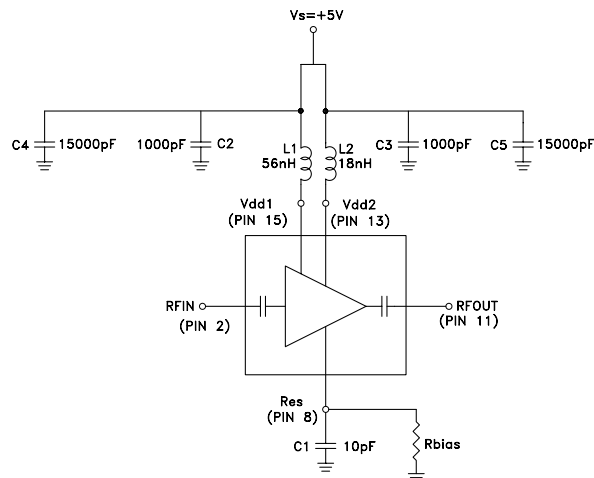 Vs=+5V
C4 15000pF 1000pF C2 L1 56nH L2 18nH C3 1000pF C5 15000pF
Vdd1 (PIN 15)
Vdd2 (PIN 13)
RFIN (PIN 2)
RFOUT (PIN 11)
Res (PIN 8)
C1 10pF Rbias